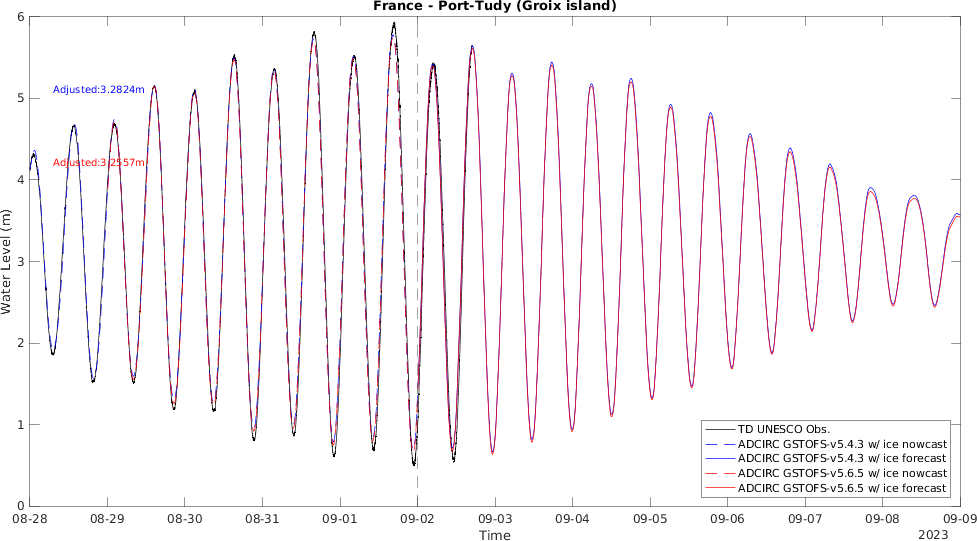 France - Port-Tudy (Groix island)
6
5
4
3
2
1
0
Water Level (m)
Adjusted:3.2824m
Adjusted:3.2557m
TD UNESCO Obs.
ADCIRC GSTOFS-v5.4.3 w/ ice nowcast
ADCIRC GSTOFS-v5.4.3 w/ ice forecast
ADCIRC GSTOFS-v5.6.5 w/ ice nowcast
ADCIRC GSTOFS-v5.6.5 w/ ice forecast
08-28 08-29 08-30 08-31 09-01 09-02 09-03 09-04 09-05 09-06 09-07 09-08 09-09
Time
2023